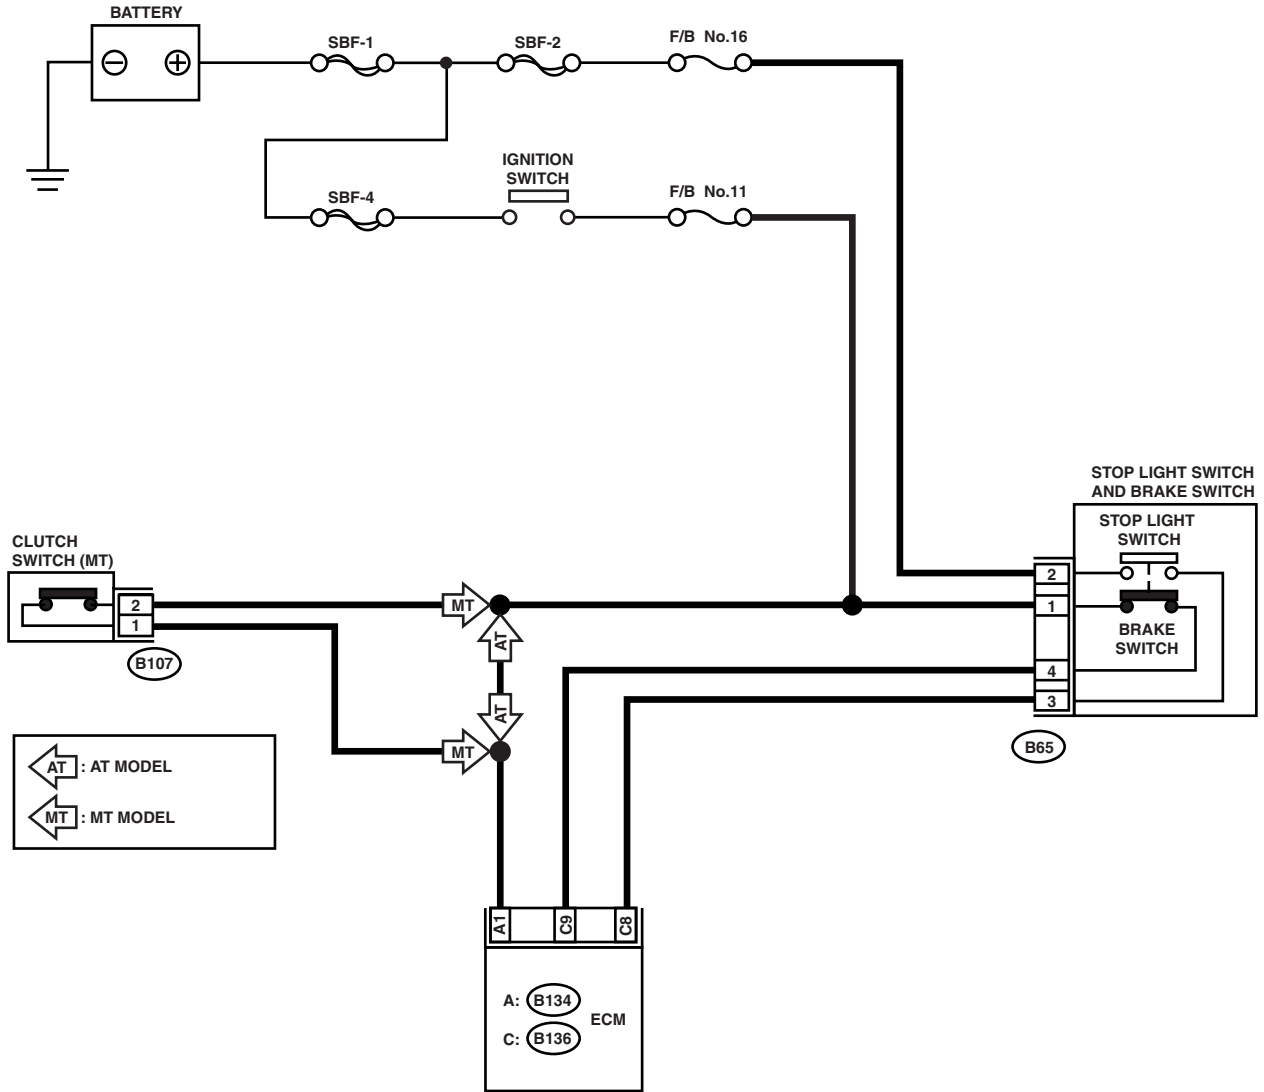 BATTERY
SBF-1
SBF-2
F/B No.16
IGNITION
SWITCH
SBF-4
F/B No.11
STOP LIGHT SWITCH
AND BRAKE SWITCH
STOP LIGHT
SWITCH
BRAKE
SWITCH
2
1
4
3
B65
CLUTCH
SWITCH (MT)
2
1
B107
MT
AT
AT
MT
AT : AT MODEL
MT : MT MODEL
A1
C9
C8
A: B134
C: B136
ECM